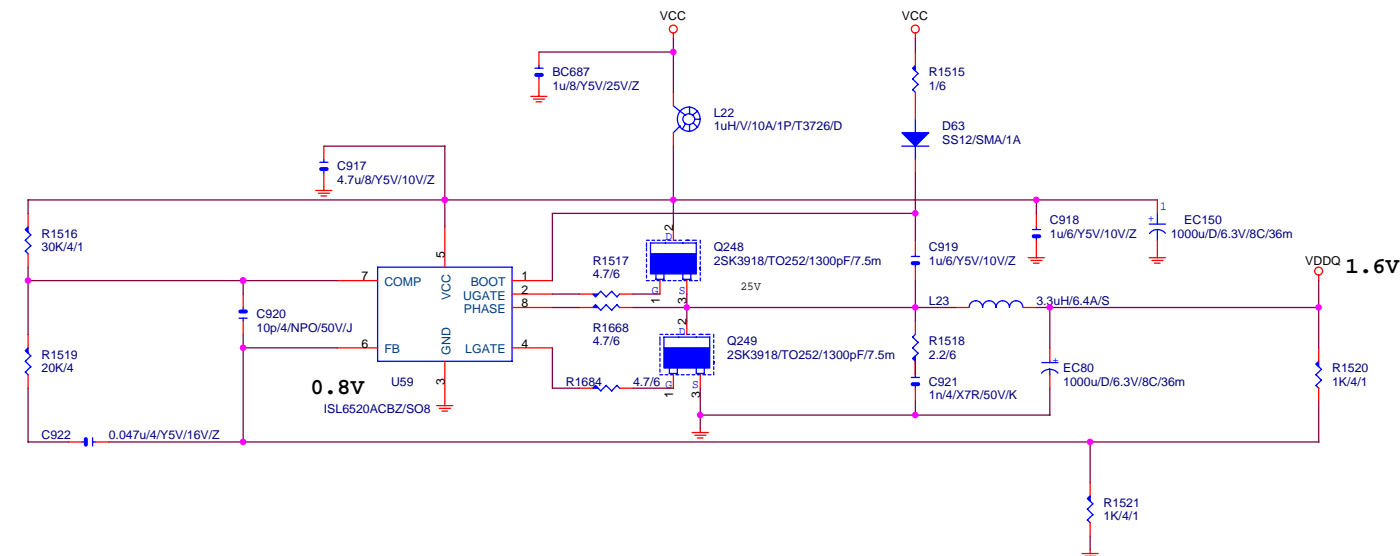 VCC
VCC
BC687
1u/8/Y5V/25V/Z
R1515
1/6
L22
1uH/V/10A/1P/T3726/D
D63
SS12/SMA/1A
C917
4.7u/8/Y5V/10V/Z
R1516
30K/4/1
C918
1u/6/Y5V/10V/Z
1
+
EC150
1000u/D/6.3V/8C/36m
5
2
D
Q248
2SK3918/TO252/1300pF/7.5m
25V
G
S
1
3
C919
1u/6/Y5V/10V/Z
R1517
4.7/6
VDDQ
1.6V
7
COMP
VCC
BOOT
1
UGATE
2
PHASE
8
C920
10p/4/NPO/50V/J
L23
3.3uH/6.4A/S
R1668
4.7/6
2
D
Q249
2SK3918/TO252/1300pF/7.5m
G
S
1
3
R1518
2.2/6
6
FB
GND
LGATE
4
R1519
20K/4
+
EC80
1000u/D/6.3V/8C/36m
R1520
1K/4/1
U59
3
0.8V
ISL6520ACBZ/SO8
R1684
4.7/6
C921
1n/4/X7R/50V/K
C922
0.047u/4/Y5V/16V/Z
R1521
1K/4/1